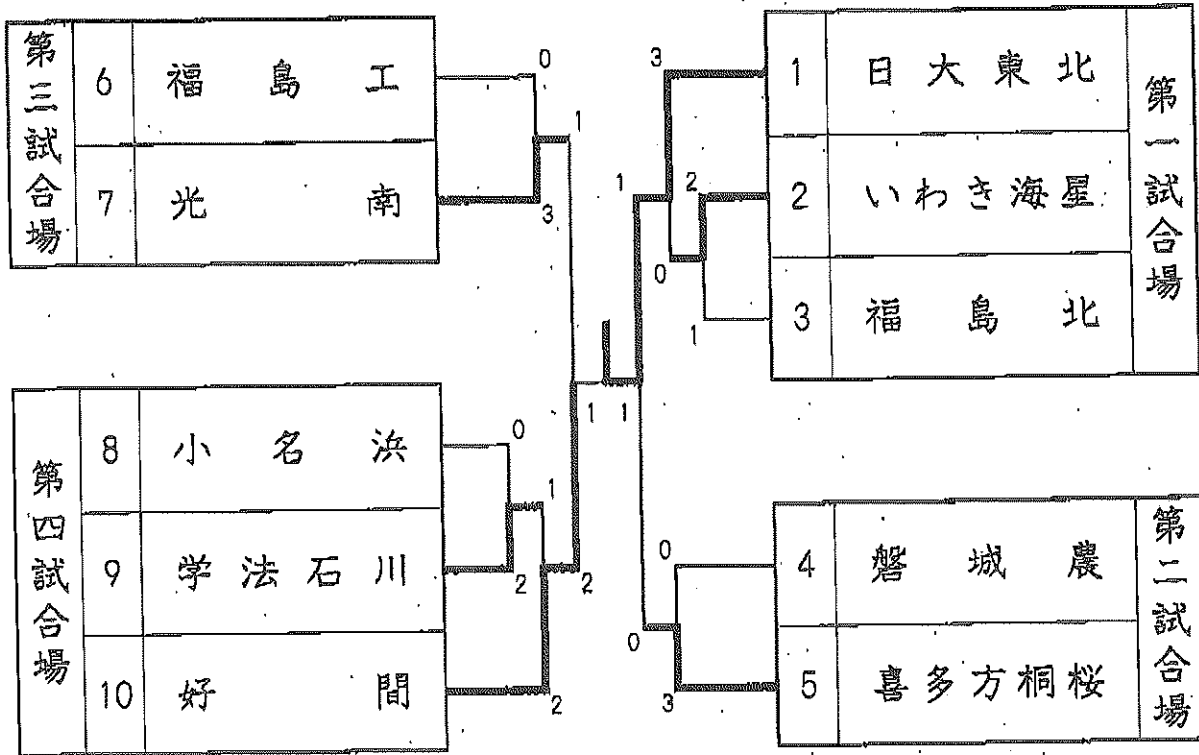 第一試合場
1 日大東北
2 いわき海星
3 福島北
3
2
1
0
1
第二試合場
4 磐城農
5 喜多方桐桜
0
3
0
1 1
第三試合場
6 福島工
7 光南
0
3
1
第四試合場
8 小名浜
9 学法石川
10 好間
0
2
1
2
2